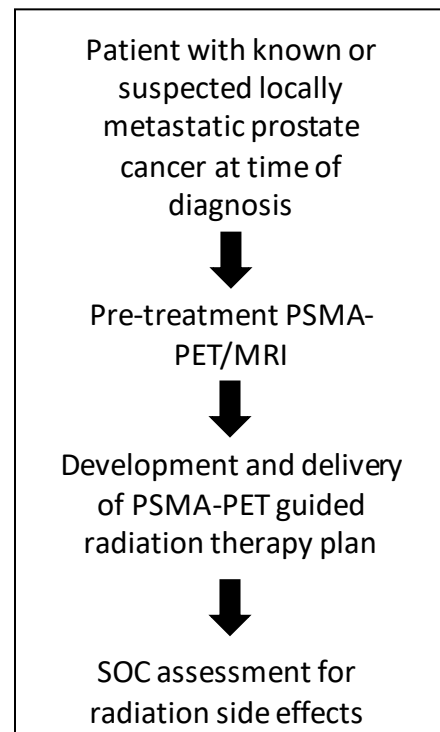 Patient with known or
suspected locally
metastatic prostate
cancer at time of
diagnosis
Pre-treatment PSMA-
PET/MRI
Development and delivery
of PSMA-PET guided
radiation therapy plan
SOC assessment for
radiation side effects